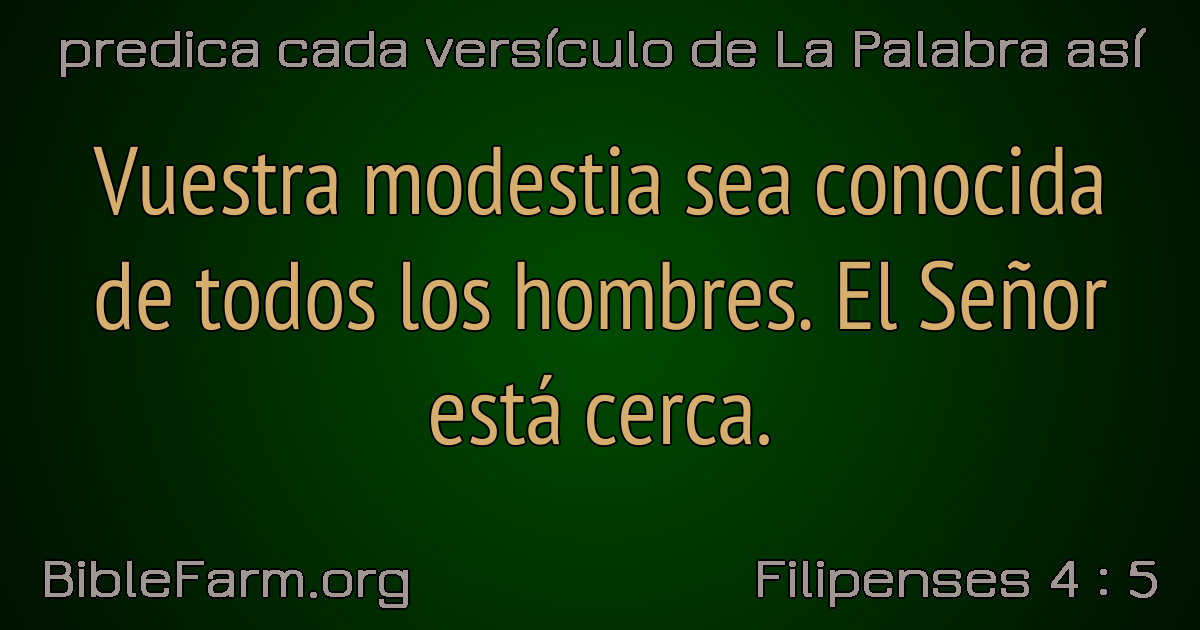 predica cada versículo de La Palabra así
Vuestra modestia sea conocida
de todos los hombres. El Señor
está cerca.
BibleFarm.org
Filipenses 4 : 5